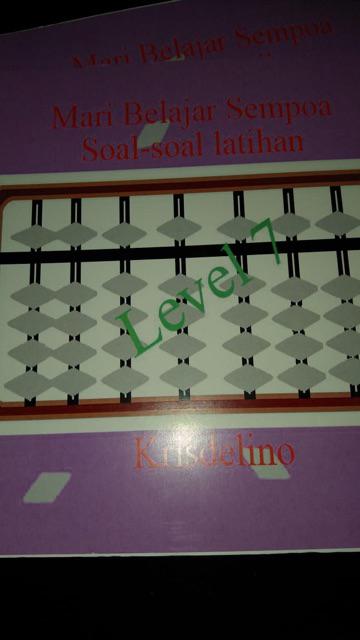 Mari Belajar Sempoa
Mari Belajar Sempoa
Soal-soal latihan
Level 7
Krisdelino